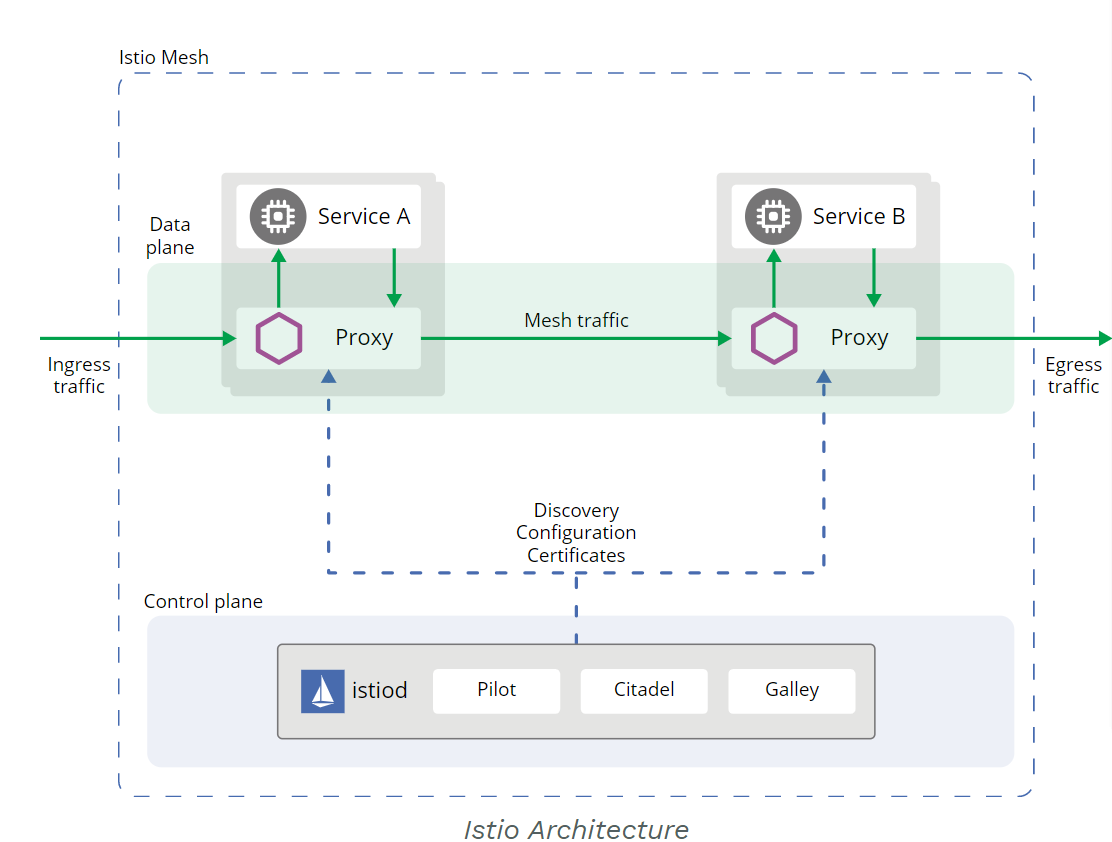 Istio Mesh
Service A
Service B
Data
plane
Mesh traffic
Proxy
Proxy
Ingress
traffic
Egress
traffic
Discovery
Configuration
Certificates
Control plane
istiod
Pilot
Citadel
Galley
Istio Architecture